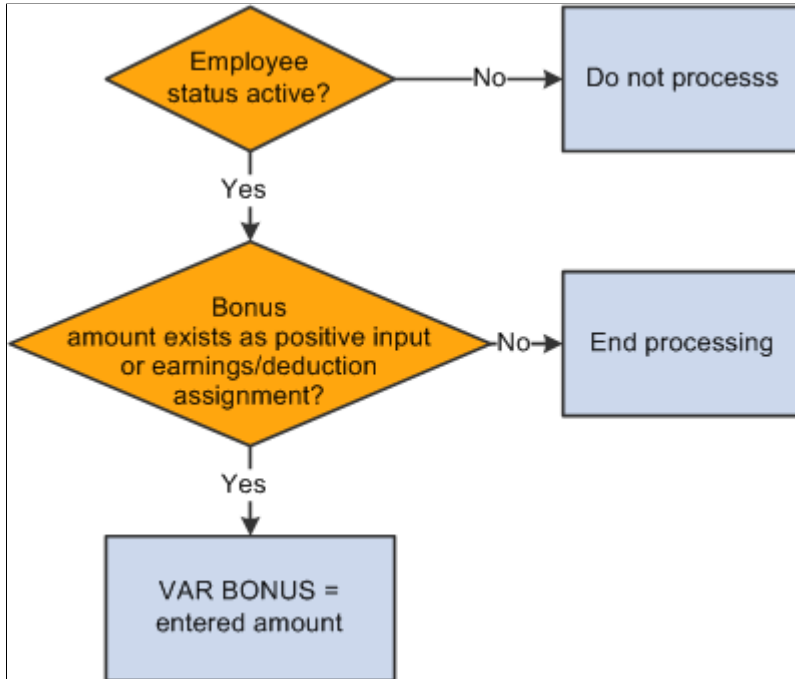 Employee
status active?
No
Do not processs
Yes
Bonus
amount exists as positive input
or earnings/deduction
assignment?
No
End processing
Yes
VAR BONUS =
entered amount